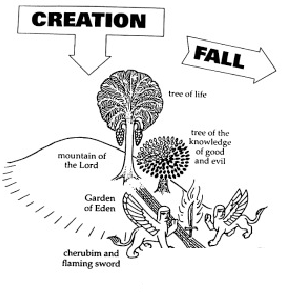 CREATION
FALL
tree of life
tree of the
knowledge
of good
and evil
mountain of
the Lord
Garden
of Eden
cherubim and
flaming sword